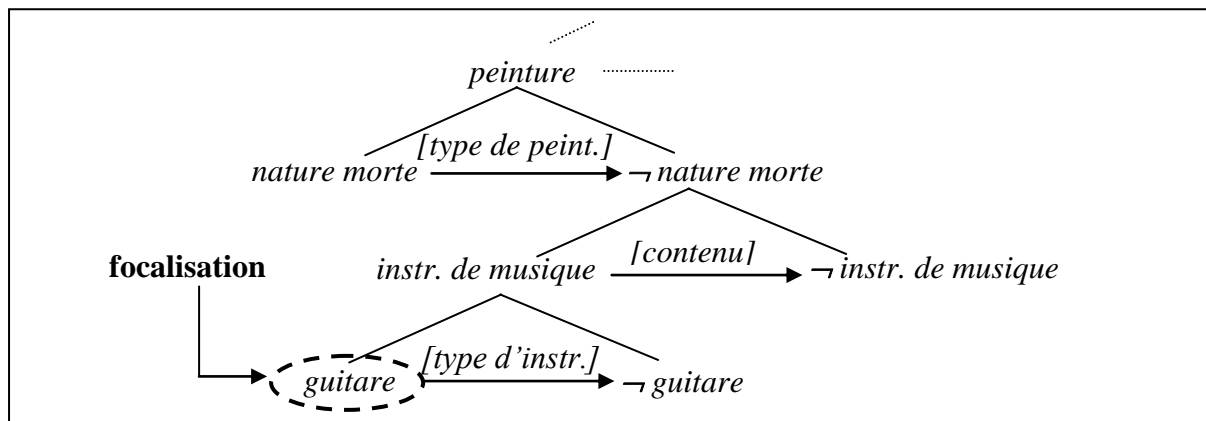 peinture
nature morte [type de peint.] ¬ nature morte
focalisation instr. de musique [contenu] ¬ instr. de musique
guitare [type d'instr.] ¬ guitare